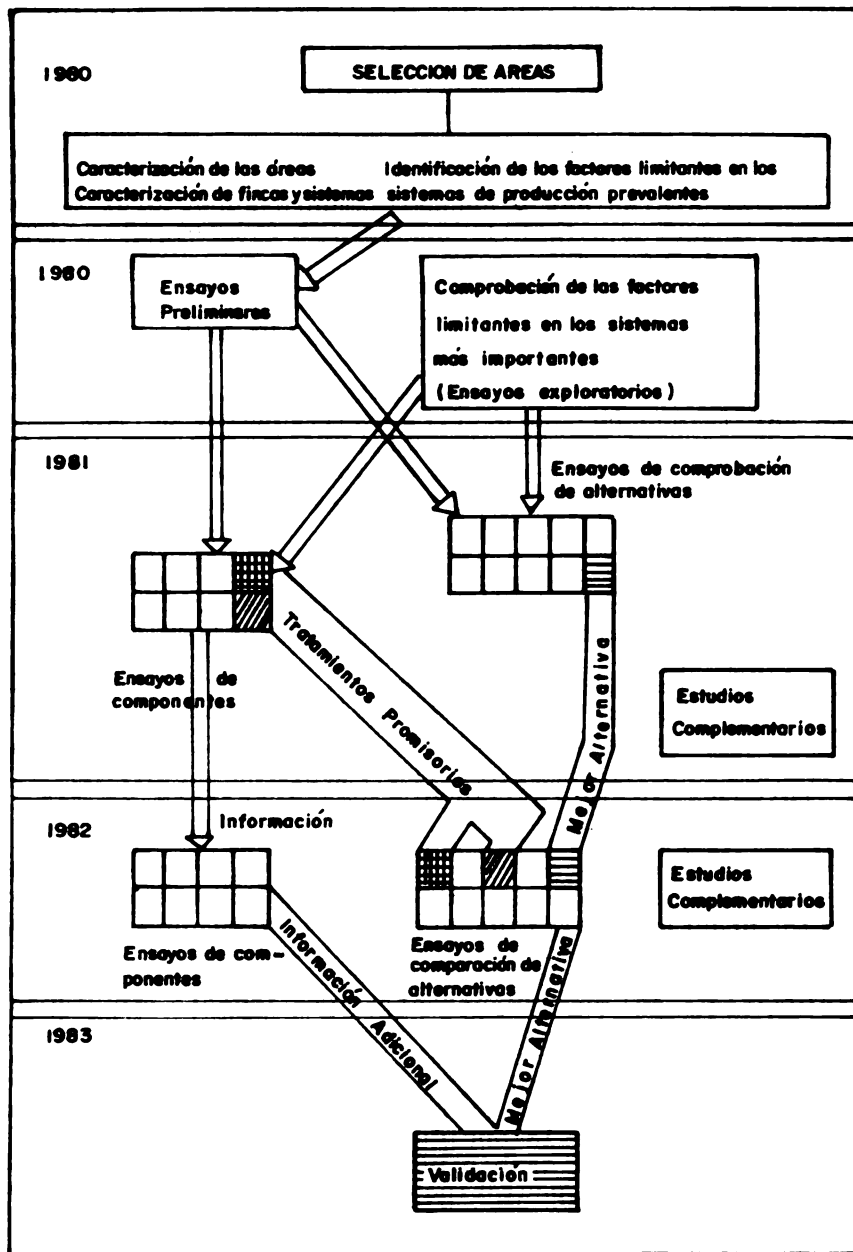 1980
SELECCION DE AREAS
Caracterización de las áreas
Caracterización de fincas y sistemas
Identificación de los factores limitantes en los
sistemas de producción prevalentes
1980
Ensayos
Preliminares
Comprobación de las factores
limitantes en los sistemas
más importantes
(Ensayos exploratorios)
1981
Ensayos de comprobación
de alternativas
Ensayos de
componentes
Tratamientos Promisorios
Mejor Alternativa
Estudios
Complementarios
1982
Información
Ensayos de com-
ponentes
Información Adicional
Ensayos de
comparación de
alternativas
Mejor Alternativa
Estudios
Complementarios
1983
Validación